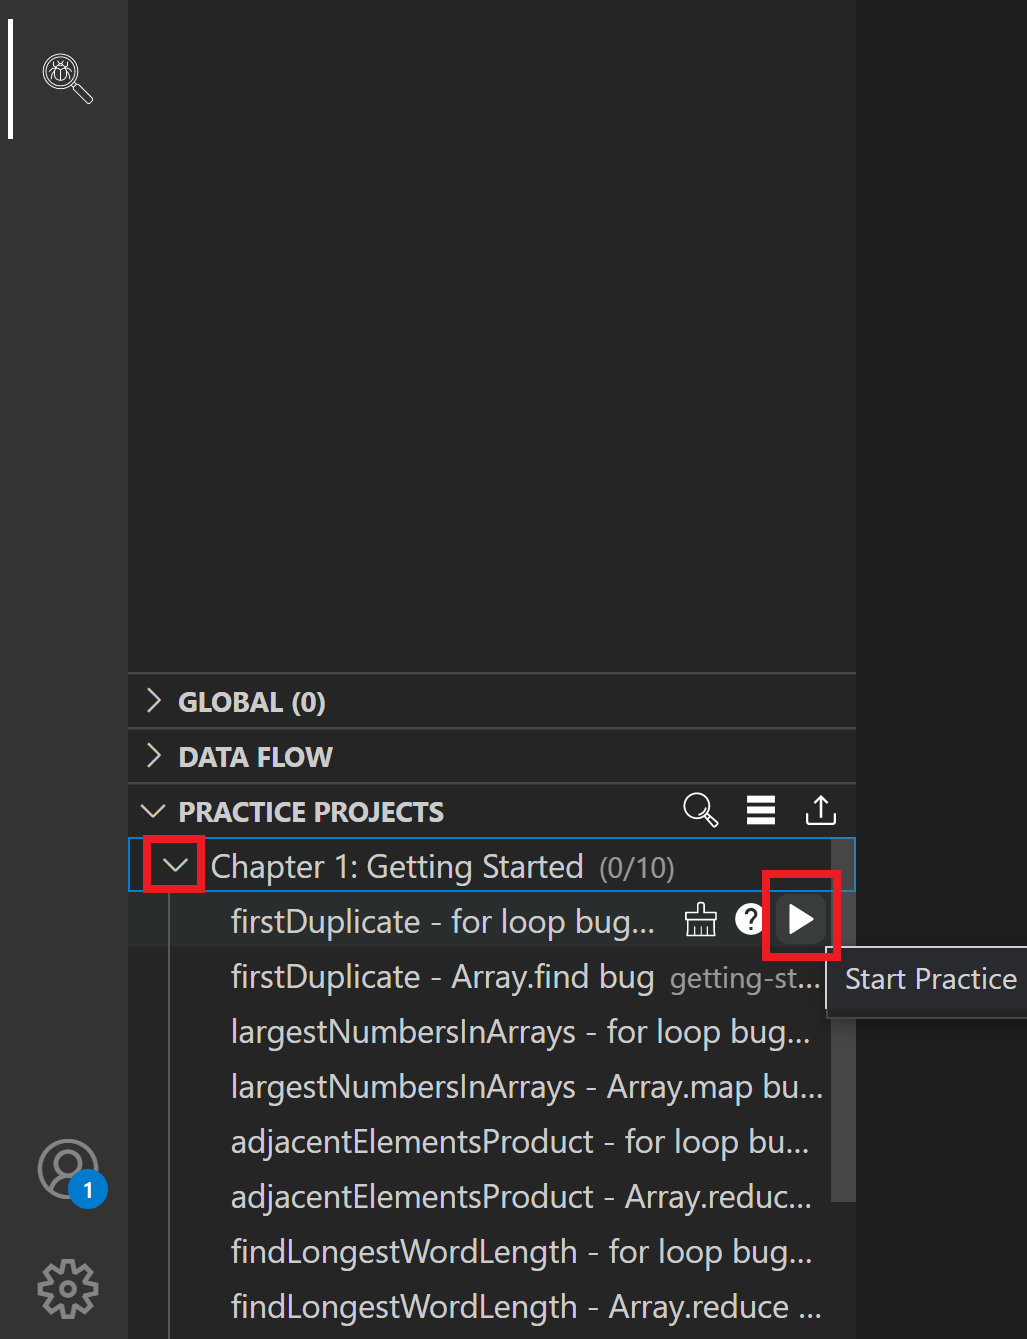 GLOBAL (0)
DATA FLOW
PRACTICE PROJECTS
Chapter 1: Getting Started (0/10)
firstDuplicate - for loop bug...
?
Start Practice
firstDuplicate - Array.find bug getting-st...
largestNumbersInArrays - for loop bug...
largestNumbersInArrays - Array.map bu...
adjacentElementsProduct - for loop bu...
adjacentElementsProduct - Array.reduc...
1
findLongestWordLength - for loop bug...
findLongestWordLength - Array.reduce ...